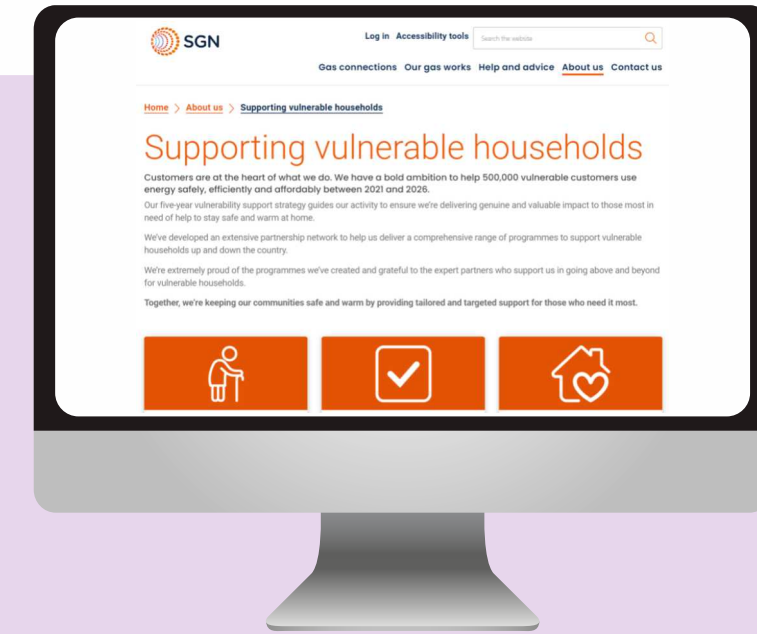 SGN
Log in Accessibility tools Search the website
Gas connections Our gas works Help and advice About us Contact us
Home > About us > Supporting vulnerable households
Supporting vulnerable households
Customers are at the heart of what we do. We have a bold ambition to help 500,000 vulnerable customers use
energy safely, efficiently and affordably between 2021 and 2026.
Our five-year vulnerability support strategy guides our activity to ensure we're delivering genuine and valuable impact to those most in
need of help to stay safe and warm at home.
We've developed an extensive partnership network to help us deliver a comprehensive range of programmes to support vulnerable
households up and down the country.
We're extremely proud of the programmes we've created and grateful to the expert partners who support us in going above and beyond
for vulnerable households.
Together, we're keeping our communities safe and warm by providing tailored and targeted support for those who need it most.